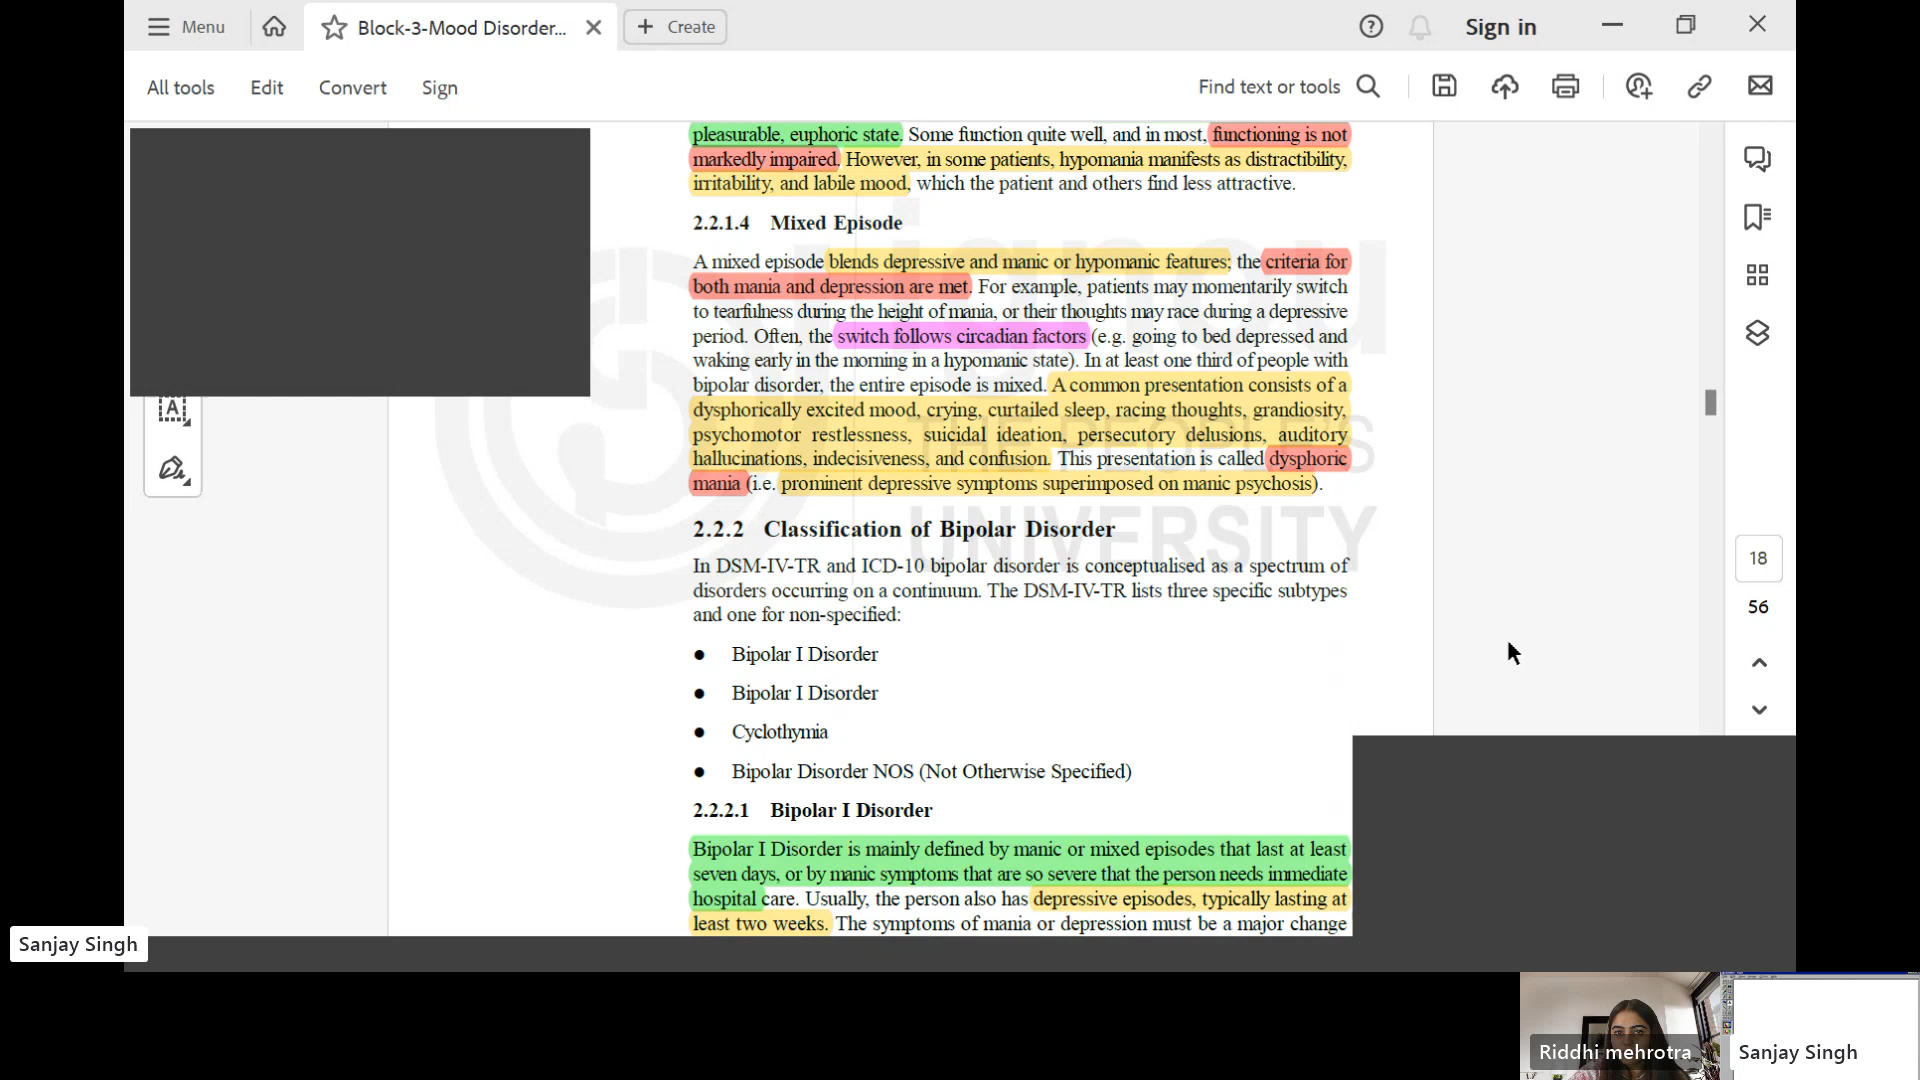 Menu
Block-3-Mood Disorder...
Create
Sign in
All tools
Edit
Convert
Sign
Find text or tools
pleasurable, euphoric state. Some function quite well, and in most, functioning is not
markedly impaired. However, in some patients, hypomania manifests as distractibility,
irritability, and labile mood, which the patient and others find less attractive.
2.2.1.4 Mixed Episode
A mixed episode blends depressive and manic or hypomanic features; the criteria for
both mania and depression are met. For example, patients may momentarily switch
to tearfulness during the height of mania, or their thoughts may race during a depressive
period. Often, the switch follows circadian factors (e.g. going to bed depressed and
waking early in the morning in a hypomanic state). In at least one third of people with
bipolar disorder, the entire episode is mixed. A common presentation consists of a
dysphorically excited mood, crying, curtailed sleep, racing thoughts, grandiosity,
psychomotor restlessness, suicidal ideation, persecutory delusions, auditory
hallucinations, indecisiveness, and confusion. This presentation is called dysphoric
mania (i.e. prominent depressive symptoms superimposed on manic psychosis).
ignou
THE PEOPLE'S
UNIVERSITY
2.2.2 Classification of Bipolar Disorder
In DSM-IV-TR and ICD-10 bipolar disorder is conceptualised as a spectrum of
disorders occurring on a continuum. The DSM-IV-TR lists three specific subtypes
and one for non-specified:
● Bipolar I Disorder
● Bipolar I Disorder
● Cyclothymia
● Bipolar Disorder NOS (Not Otherwise Specified)
2.2.2.1 Bipolar I Disorder
Bipolar I Disorder is mainly defined by manic or mixed episodes that last at least
seven days, or by manic symptoms that are so severe that the person needs immediate
hospital care. Usually, the person also has depressive episodes, typically lasting at
least two weeks. The symptoms of mania or depression must be a major change
18
56
Sanjay Singh
Riddhi mehrotra
Sanjay Singh